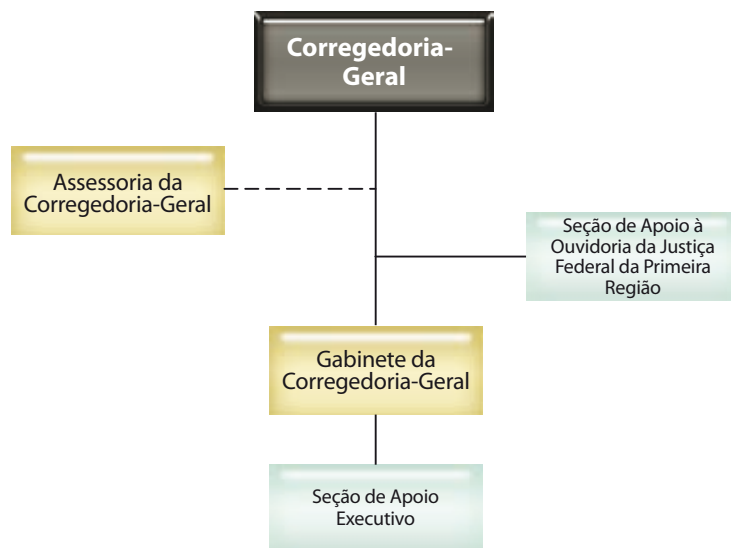 Corregedoria-
Geral
Assessoria da
Corregedoria-Geral
Seção de Apoio à
Ouvidoria da Justiça
Federal da Primeira
Região
Gabinete da
Corregedoria-Geral
Seção de Apoio
Executivo